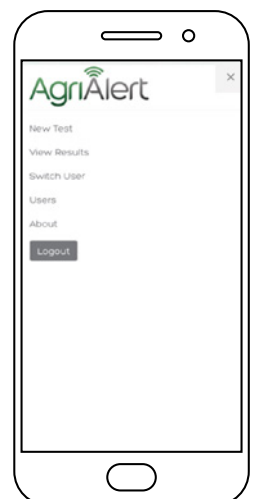 AgriAlert
×
New Test
View Results
Switch User
Users
About
Logout